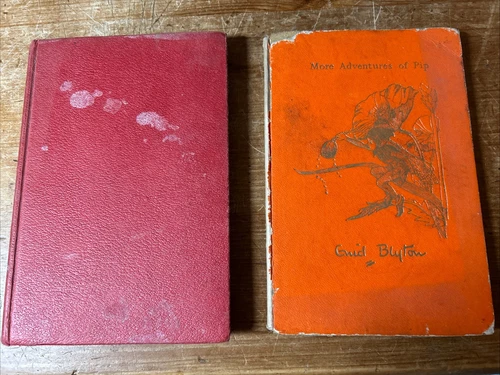 More Adventures of Pip
Enid Blyton